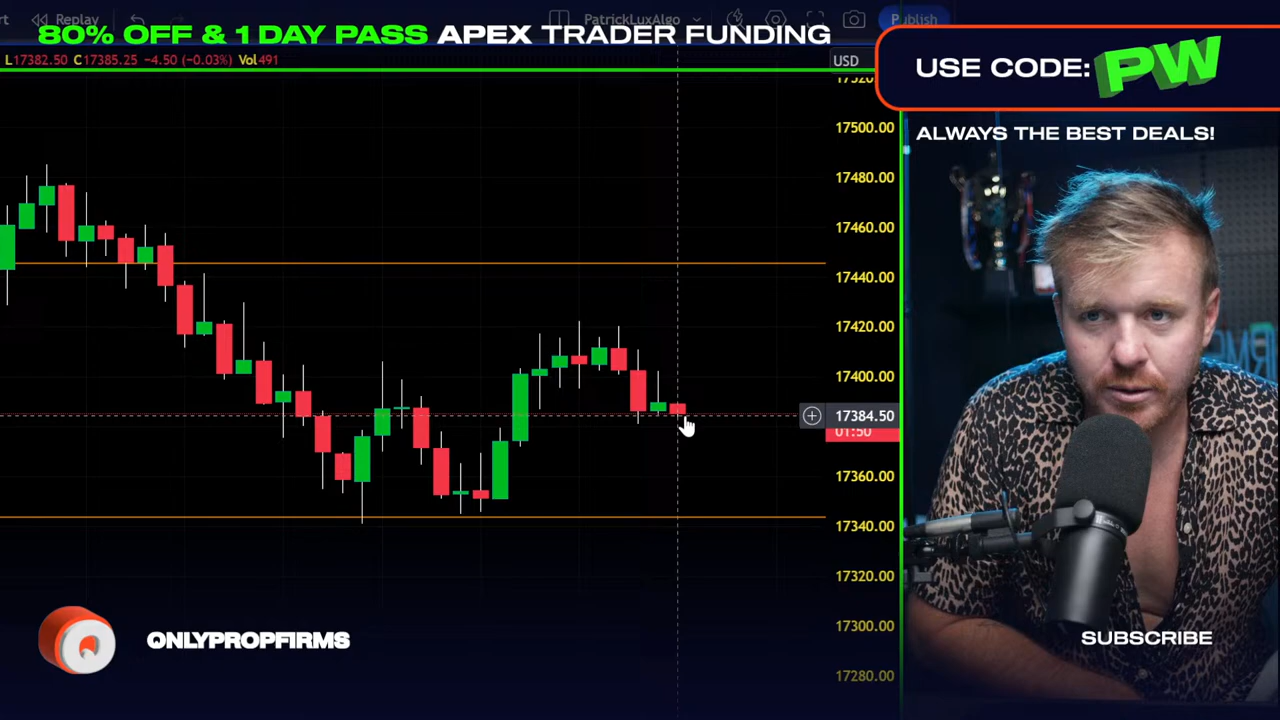 Replay
PatrickLuxAlgo
Publish
80% OFF & 1 DAY PASS APEX TRADER FUNDING
L17382.50 C17385.25 −4.50 (−0.03%) Vol491
USD
USE CODE: PW
ALWAYS THE BEST DEALS!
17500.00
17480.00
17460.00
17440.00
17420.00
17400.00
17384.50
01:50
17360.00
17340.00
17320.00
17300.00
17280.00
ONLYPROPFIRMS
SUBSCRIBE